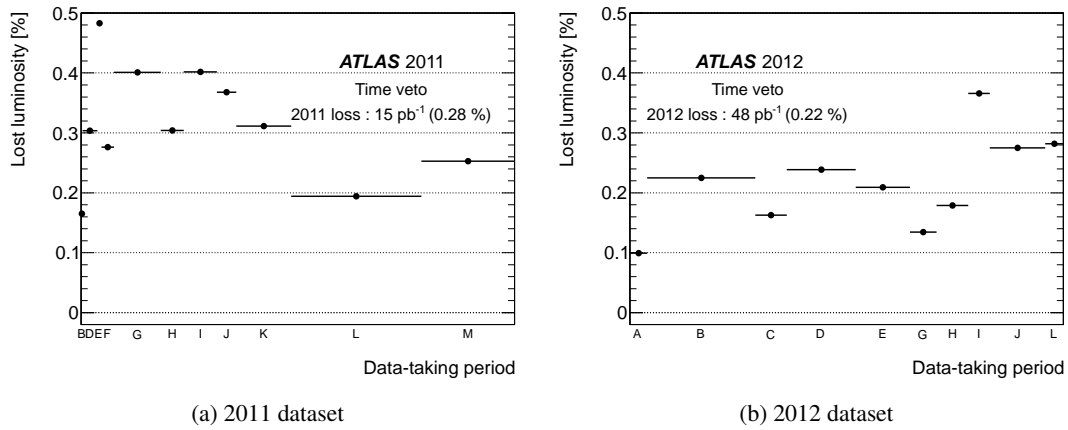 Lost luminosity [%]
0.5
0.4
0.3
0.2
0.1
0
ATLAS 2011
Time veto
2011 loss : 15 pb-1 (0.28 %)
B D E F G H I J K L M
Data-taking period
(a) 2011 dataset
Lost luminosity [%]
0.5
0.4
0.3
0.2
0.1
0
ATLAS 2012
Time veto
2012 loss : 48 pb-1 (0.22 %)
A B C D E G H I J L
Data-taking period
(b) 2012 dataset